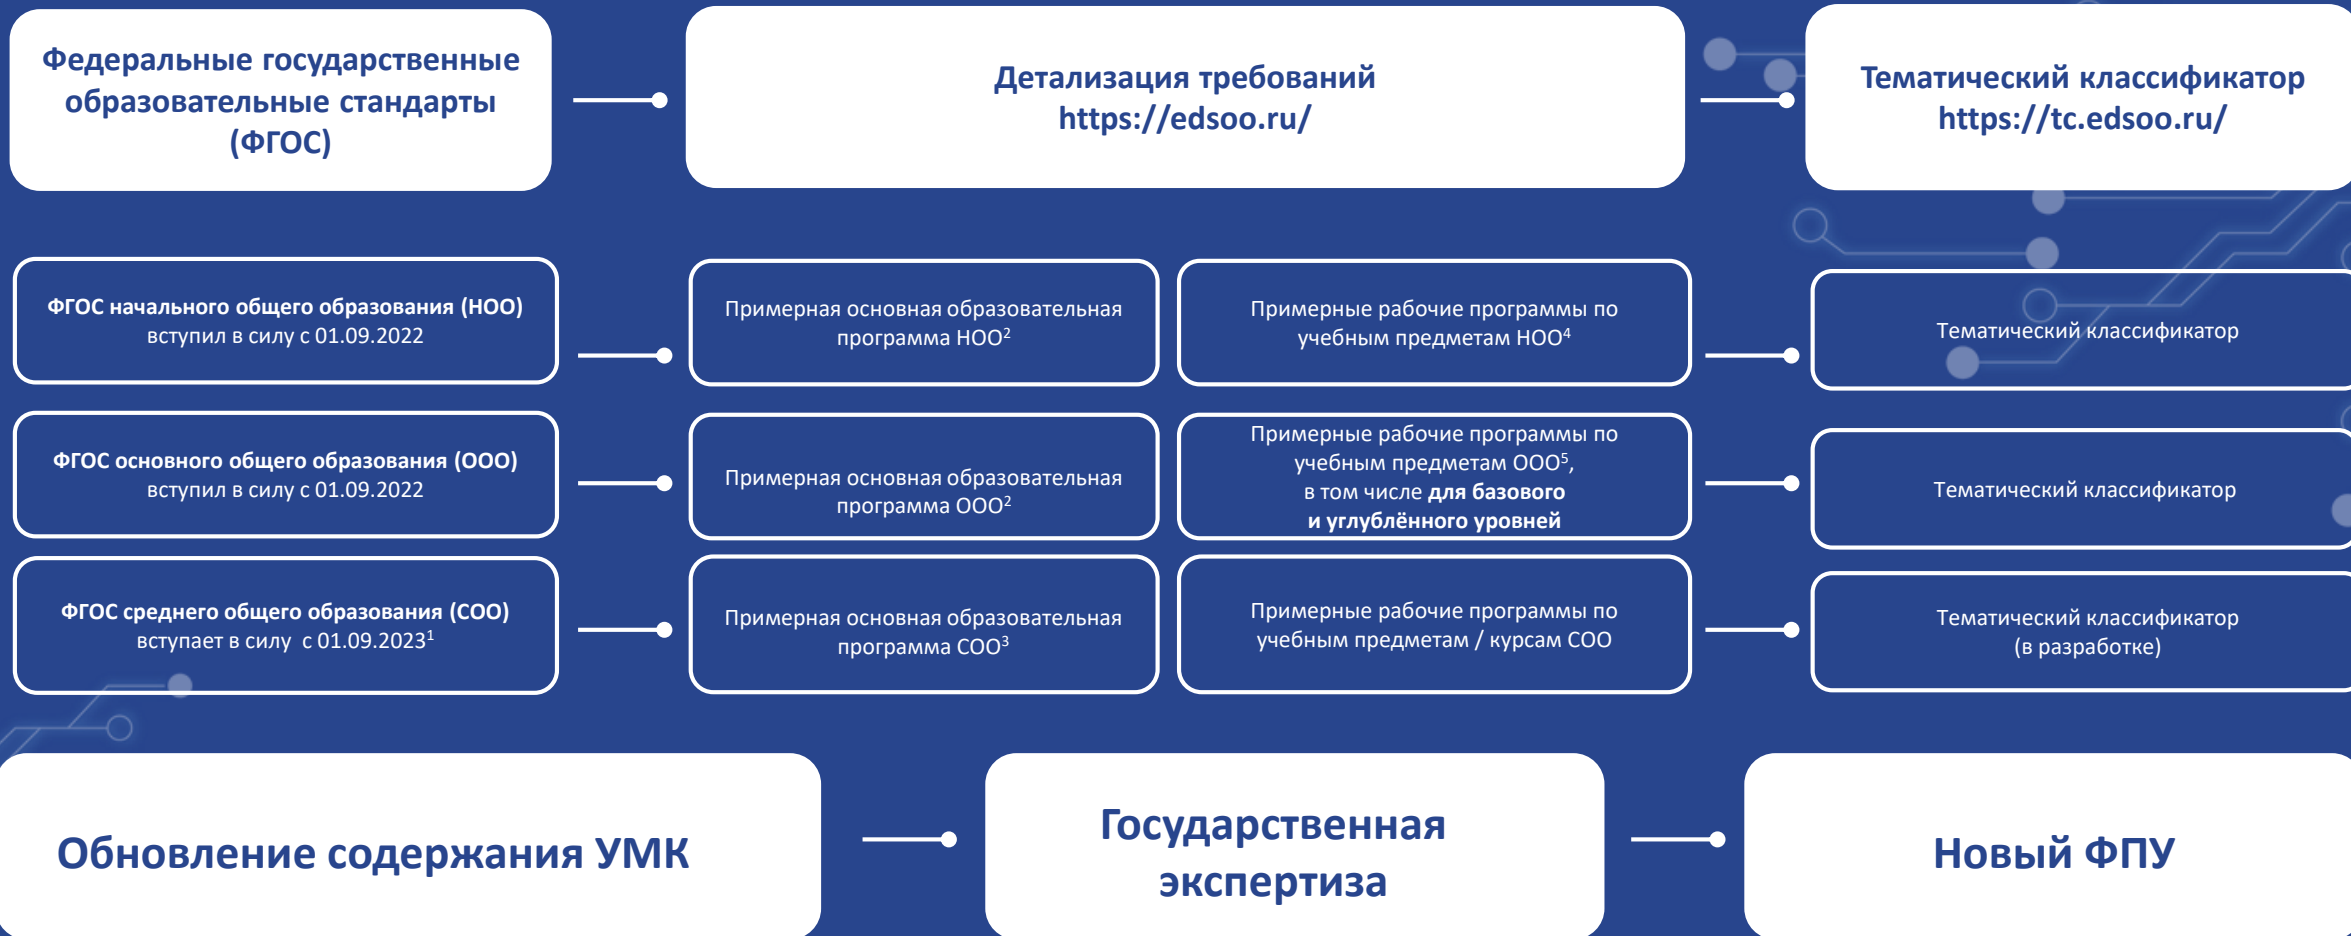 Федеральные государственные
образовательные стандарты
(ФГОС)
Детализация требований
https://edsoo.ru/
Тематический классификатор
https://tc.edsoo.ru/
ФГОС начального общего образования (НОО)
вступил в силу с 01.09.2022
Примерная основная образовательная
программа НОО²
Примерные рабочие программы по
учебным предметам НОО⁴
Тематический классификатор
ФГОС основного общего образования (ООО)
вступил в силу с 01.09.2022
Примерная основная образовательная
программа ООО²
Примерные рабочие программы по
учебным предметам ООО⁵,
в том числе для базового
и углублённого уровней
Тематический классификатор
ФГОС среднего общего образования (СОО)
вступает в силу с 01.09.2023¹
Примерная основная образовательная
программа СОО³
Примерные рабочие программы по
учебным предметам / курсам СОО
Тематический классификатор
(в разработке)
Обновление содержания УМК
Государственная
экспертиза
Новый ФПУ